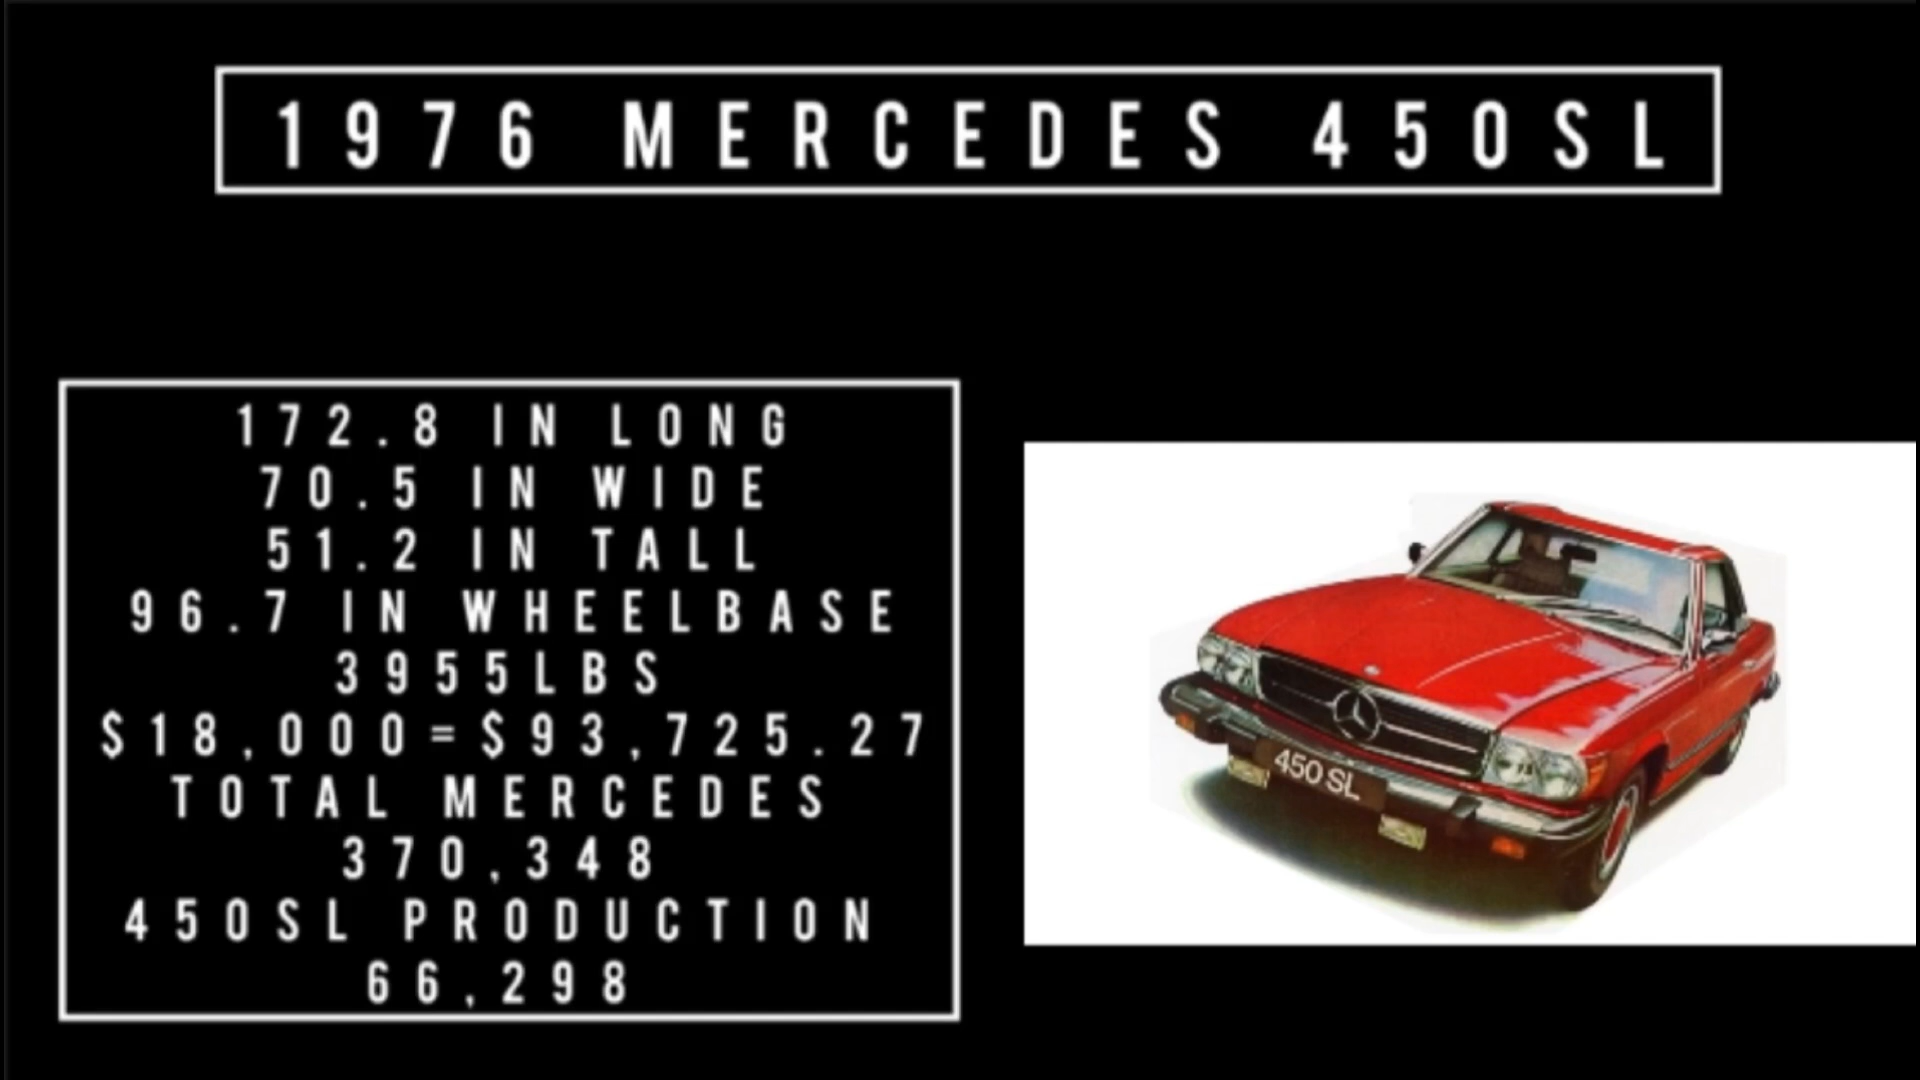 1976 MERCEDES 450SL
172.8 IN LONG
70.5 IN WIDE
51.2 IN TALL
96.7 IN WHEELBASE
3955LBS
$18,000=$93,725.27
TOTAL MERCEDES
370,348
450SL PRODUCTION
66,298
450 SL